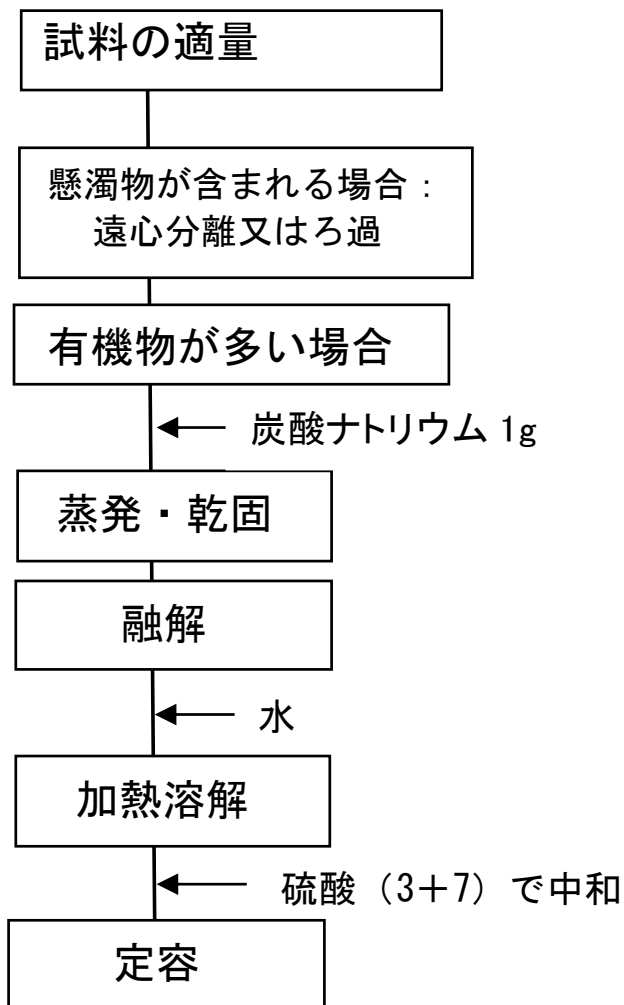 試料の適量
懸濁物が含まれる場合：
遠心分離又はろ過
有機物が多い場合
炭酸ナトリウム 1g
蒸発・乾固
融解
水
加熱溶解
硫酸（3＋7）で中和
定容